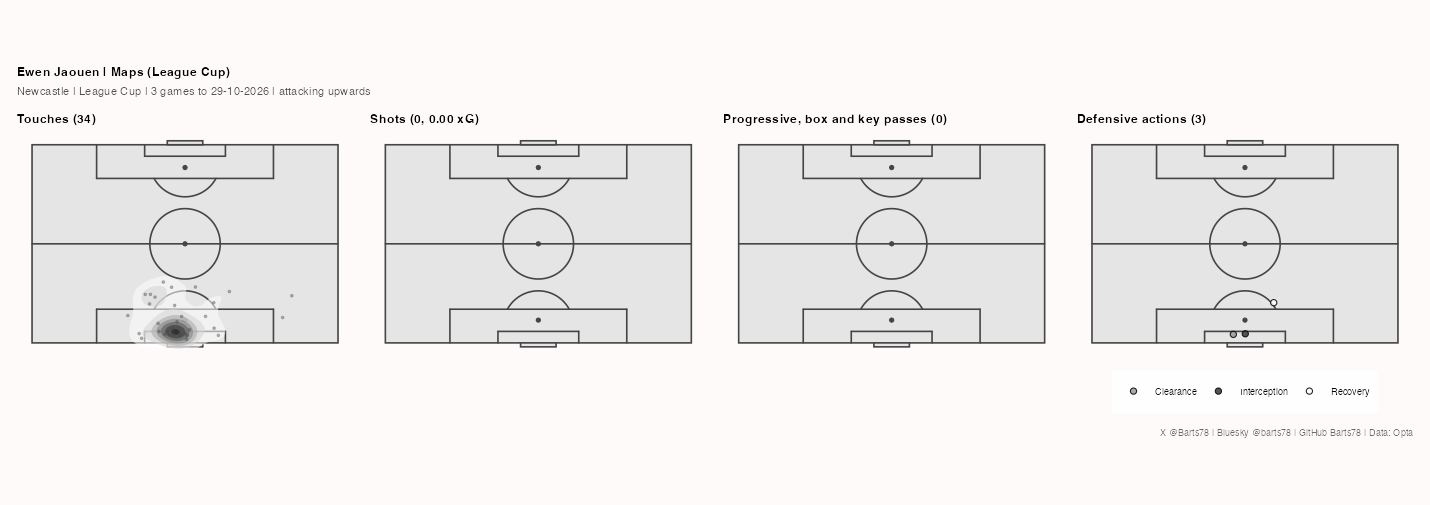 Ewen Jaouen | Maps (League Cup)
Newcastle | League Cup | 3 games to 29-10-2026 | attacking upwards
Touches (34)
Shots (0, 0.00 xG)
Progressive, box and key passes (0)
Defensive actions (3)
Clearance
Interception
Recovery
X @Barts78 | Bluesky @barts78 | GitHub Barts78 | Data: Opta